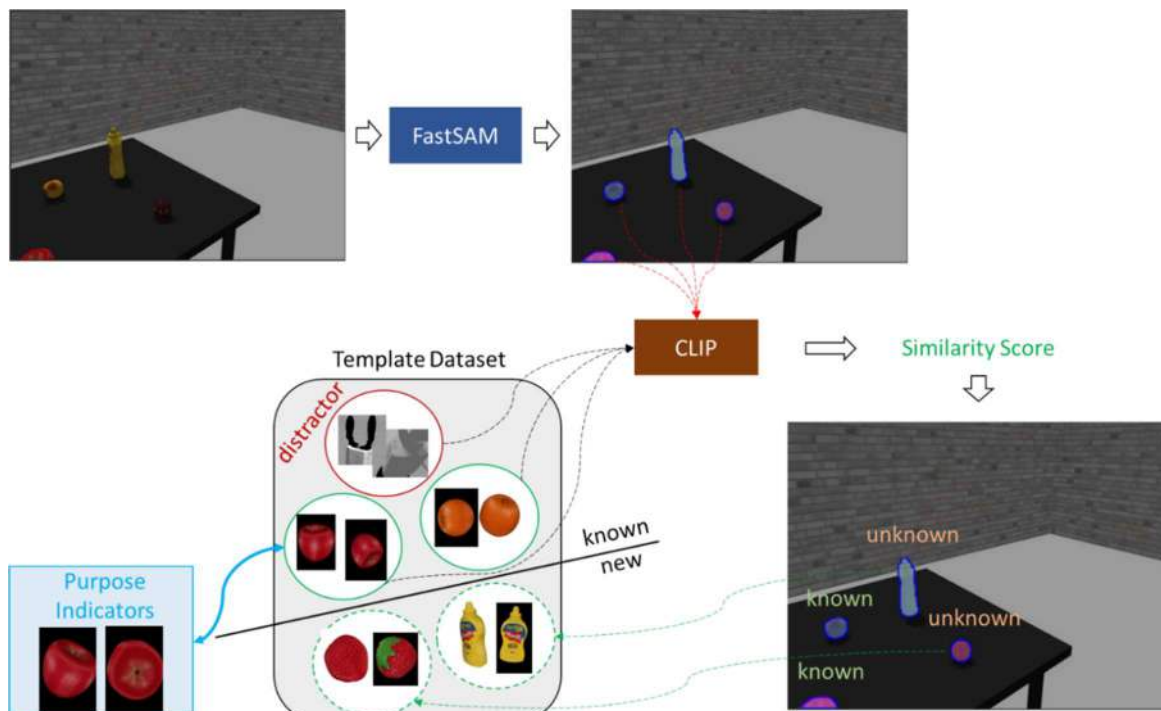 FastSAM
CLIP
Similarity Score
Template Dataset
distractor
known
new
Purpose
Indicators
unknown
known
unknown
known